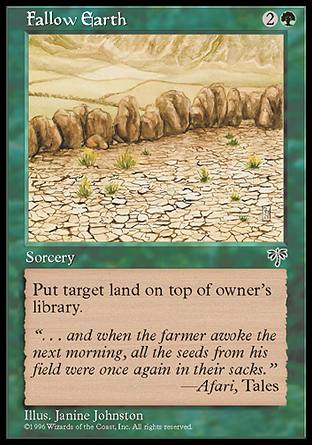 Fallow Earth 2
Sorcery
Put target land on top of owner's
library.
“. . . and when the farmer awoke the
next morning, all the seeds from his
field were once again in their sacks.”
—Afari, Tales
Illus. Janine Johnston
©1996 Wizards of the Coast, Inc. All rights reserved.